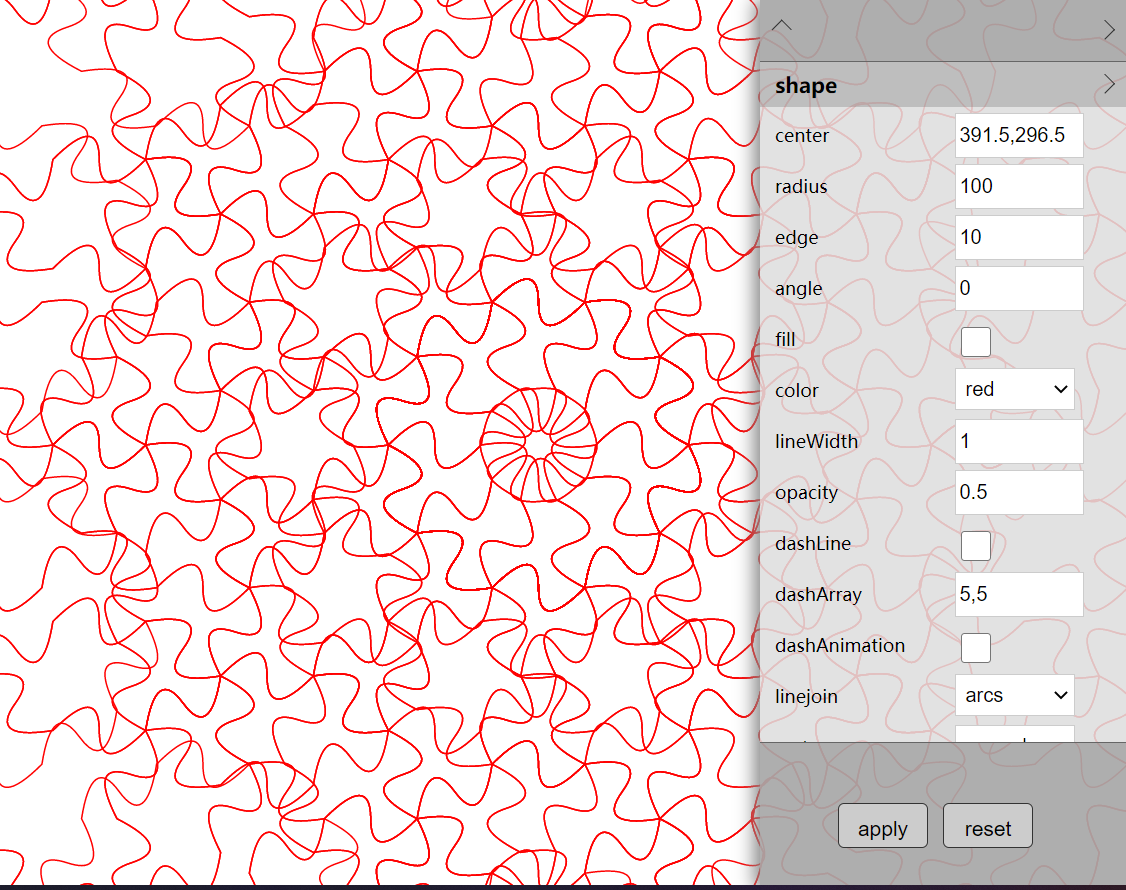 shape
center 391.5,296.5
radius 100
edge 10
angle 0
fill
color red
lineWidth 1
opacity 0.5
dashLine
dashArray 5,5
dashAnimation
linejoin arcs
apply reset